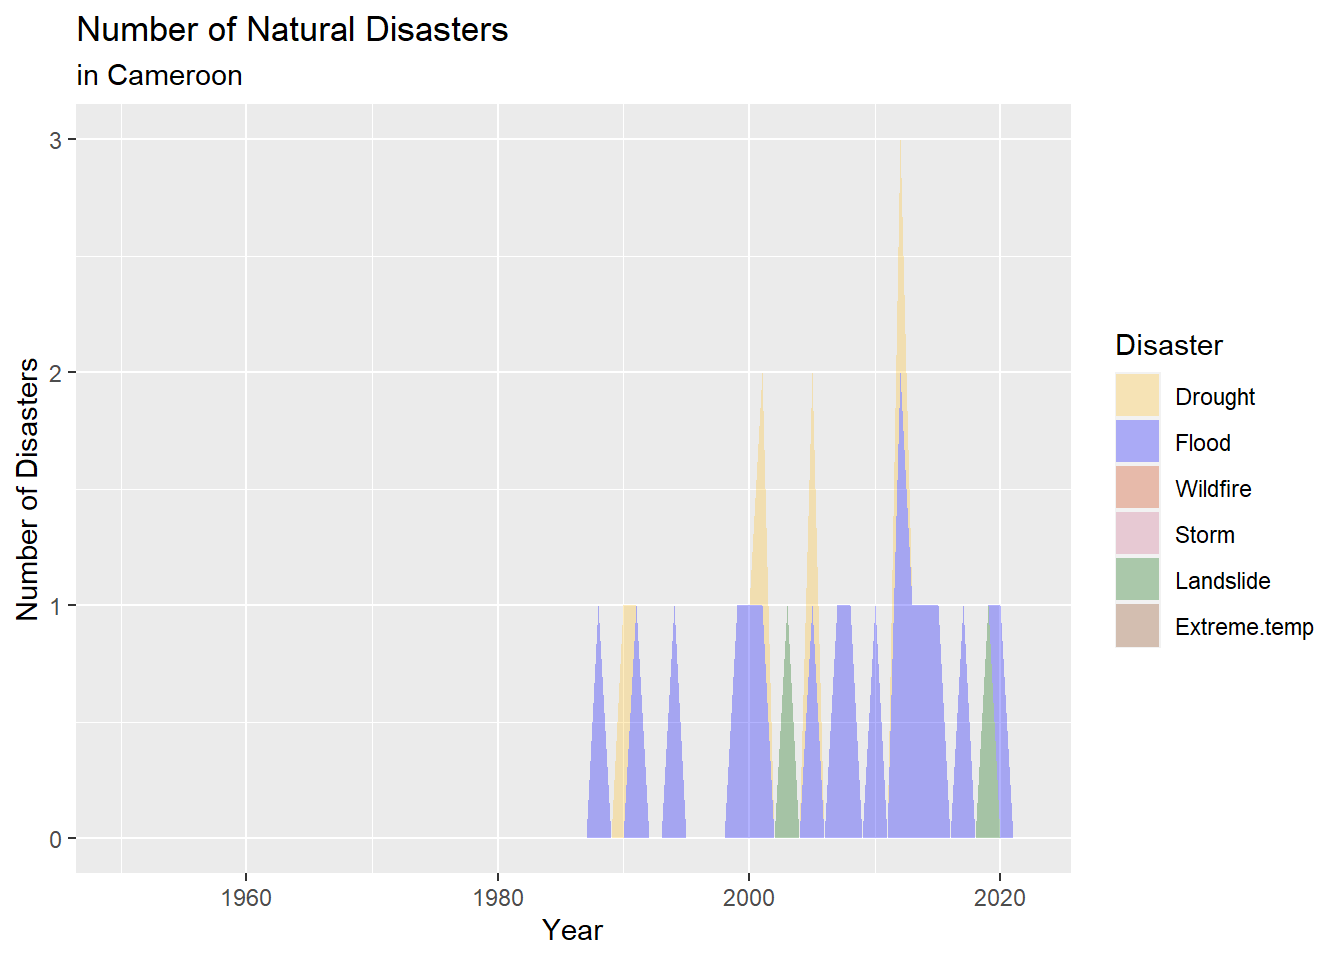 Number of Natural Disasters
in Cameroon
3
2
1
0
Number of Disasters
1960
1980
2000
2020
Year
Disaster
Drought
Flood
Wildfire
Storm
Landslide
Extreme.temp